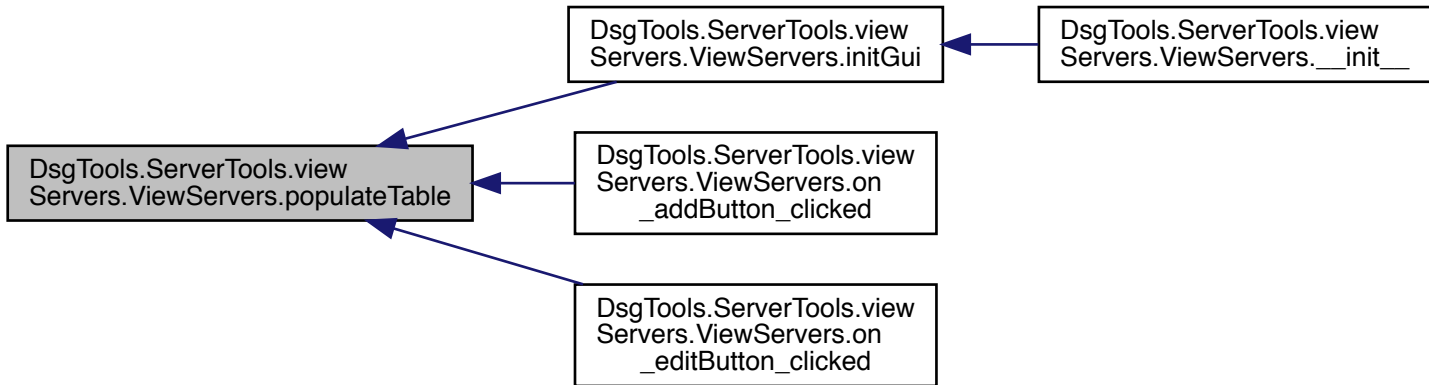 DsgTools.ServerTools.view
Servers.ViewServers.initGui
DsgTools.ServerTools.view
Servers.ViewServers.__init__
DsgTools.ServerTools.view
Servers.ViewServers.populateTable
DsgTools.ServerTools.view
Servers.ViewServers.on
_addButton_clicked
DsgTools.ServerTools.view
Servers.ViewServers.on
_editButton_clicked